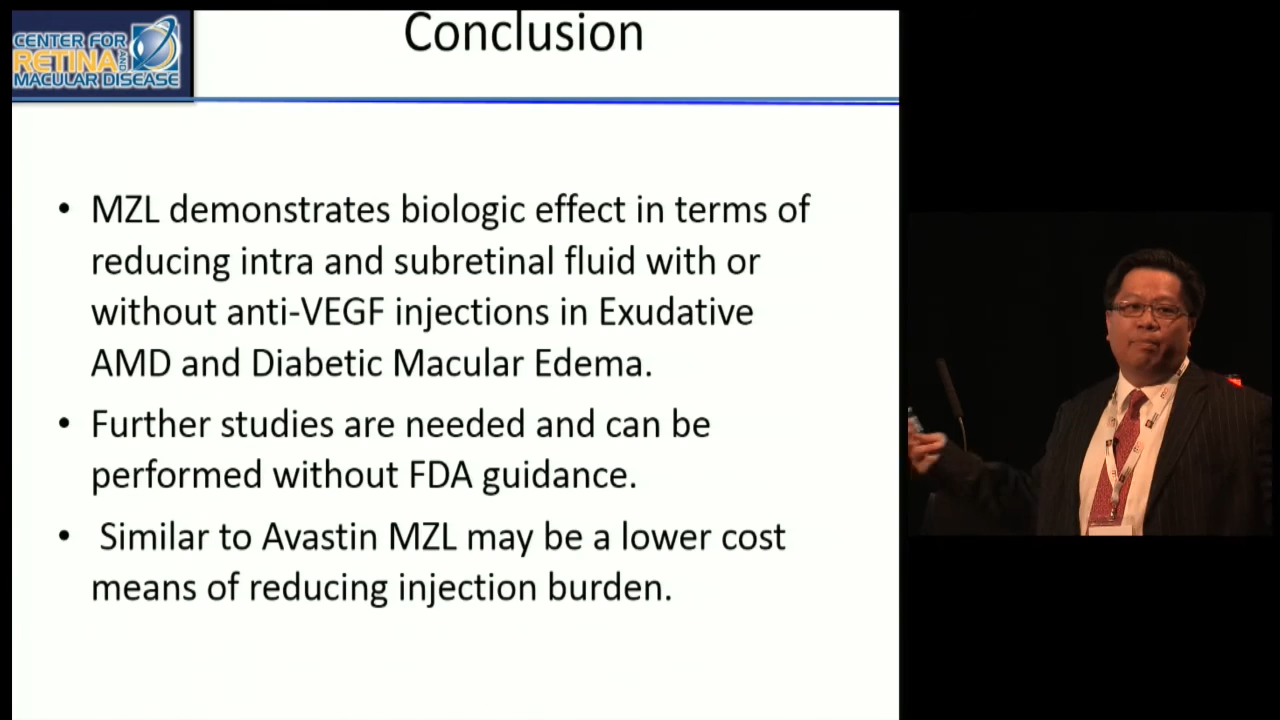 CENTER FOR
RETINA AND
MACULAR DISEASE
Conclusion
• MZL demonstrates biologic effect in terms of
reducing intra and subretinal fluid with or
without anti-VEGF injections in Exudative
AMD and Diabetic Macular Edema.
• Further studies are needed and can be
performed without FDA guidance.
• Similar to Avastin MZL may be a lower cost
means of reducing injection burden.